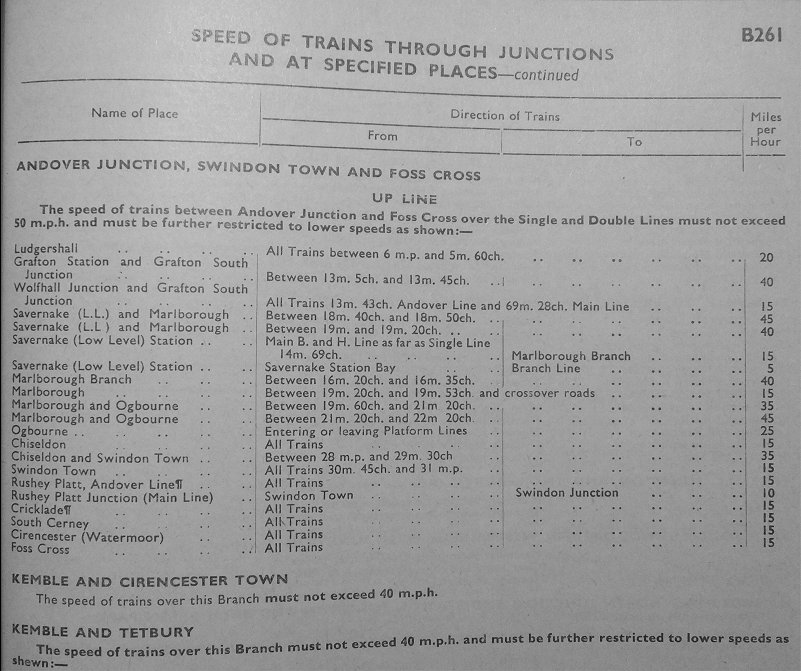 B261
SPEED OF TRAINS THROUGH JUNCTIONS
AND AT SPECIFIED PLACES—continued
Name of Place Direction of Trains Miles per Hour
From To
ANDOVER JUNCTION, SWINDON TOWN AND FOSS CROSS
UP LINE
The speed of trains between Andover Junction and Foss Cross over the Single and Double Lines must not exceed
50 m.p.h. and must be further restricted to lower speeds as shown:—
Ludgershall .. .. .. .. All Trains between 6 m.p. and 5m. 60ch. .. .. .. .. .. 20
Grafton Station and Grafton South
Junction .. .. .. .. Between 13m. 5ch. and 13m. 45ch. .. .. .. .. .. .. 40
Wolfhall Junction and Grafton South
Junction .. .. .. .. All Trains 13m. 43ch. Andover Line and 69m. 28ch. Main Line .. .. .. 15
Savernake (L.L.) and Marlborough .. Between 18m. 40ch. and 18m. 50ch. .. .. .. .. .. .. 45
Savernake (L.L ) and Marlborough .. Between 19m. and 19m. 20ch. .. .. .. .. .. .. .. 40
Savernake (Low Level) Station .. .. Main B. and H. Line as far as Single Line
14m. 69ch. .. .. .. .. Marlborough Branch .. .. .. 15
Savernake (Low Level) Station .. .. Savernake Station Bay .. .. Branch Line .. .. .. .. 5
Marlborough Branch .. .. .. Between 16m. 20ch. and 16m. 35ch. .. .. .. .. .. 40
Marlborough .. .. .. .. Between 19m. 20ch. and 19m. 53ch. and crossover roads .. .. .. .. 15
Marlborough and Ogbourne .. .. Between 19m. 60ch. and 21m 20ch. .. .. .. .. .. .. 35
Marlborough and Ogbourne .. .. Between 21m. 20ch. and 22m 20ch. .. .. .. .. .. .. 45
Ogbourne .. .. .. .. .. Entering or leaving Platform Lines .. .. .. .. .. .. 25
Chiseldon .. .. .. .. All Trains .. .. .. .. .. .. .. .. .. 15
Chiseldon and Swindon Town .. .. Between 28 m.p. and 29m. 30ch .. .. .. .. .. .. 35
Swindon Town .. .. .. .. All Trains 30m. 45ch. and 31 m.p. .. .. .. .. .. .. 15
Rushey Platt, Andover Line¶ .. .. All Trains .. .. .. .. .. .. .. .. .. 15
Rushey Platt Junction (Main Line) .. Swindon Town .. .. .. .. Swindon Junction .. .. .. 10
Cricklade¶ .. .. .. .. All Trains .. .. .. .. .. .. .. .. .. 15
South Cerney .. .. .. .. All Trains .. .. .. .. .. .. .. .. .. 15
Cirencester (Watermoor) .. .. All Trains .. .. .. .. .. .. .. .. .. 15
Foss Cross .. .. .. .. All Trains .. .. .. .. .. .. .. .. .. 15
KEMBLE AND CIRENCESTER TOWN
The speed of trains over this Branch must not exceed 40 m.p.h.
KEMBLE AND TETBURY
The speed of trains over this Branch must not exceed 40 m.p.h. and must be further restricted to lower speeds as
shewn:—